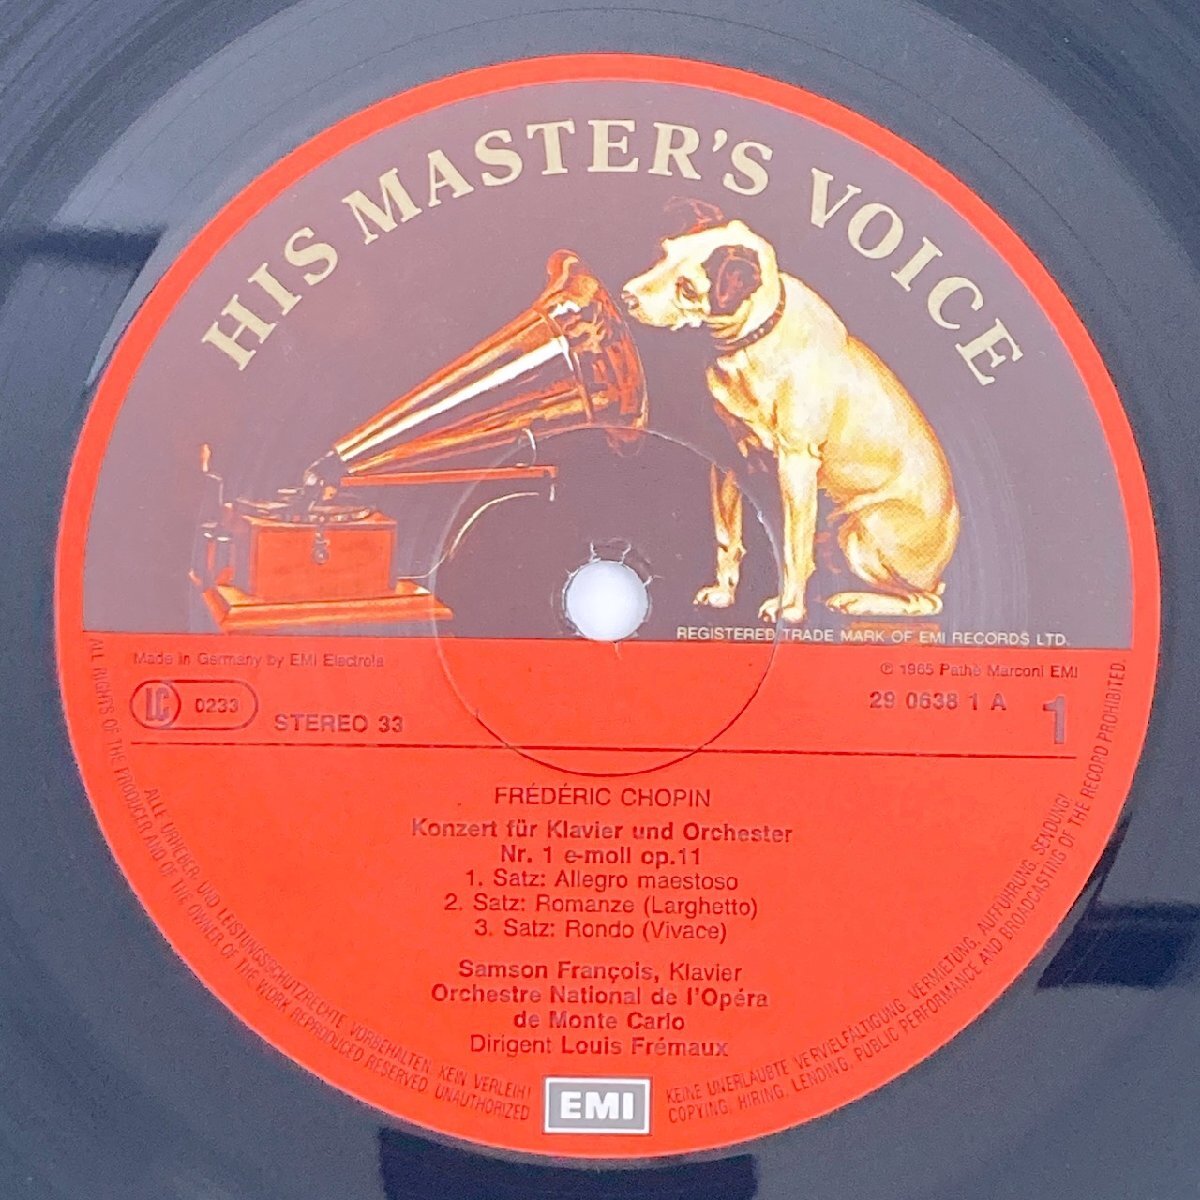 HIS MASTER'S VOICE
REGISTERED TRADE MARK OF EMI RECORDS LTD.
Made in Germany by EMI Electrola
℗ 1965 Pathé Marconi EMI
LC 0233
STEREO 33
29 0638 1 A
1
FRÉDÉRIC CHOPIN
Konzert für Klavier und Orchester
Nr. 1 e-moll op.11
1. Satz: Allegro maestoso
2. Satz: Romanze (Larghetto)
3. Satz: Rondo (Vivace)
Samson François, Klavier
Orchestre National de l'Opéra
de Monte Carlo
Dirigent Louis Frémaux
EMI
ALLE URHEBER- UND LEISTUNGSSCHUTZRECHTE VORBEHALTEN. KEIN VERLEIH! KEINE UNERLAUBTE VERVIELFÄLTIGUNG, VERMIETUNG, AUFFÜHRUNG, SENDUNG!
ALL RIGHTS OF THE PRODUCER AND OF THE OWNER OF THE WORK REPRODUCED RESERVED. UNAUTHORIZED COPYING, HIRING, LENDING, PUBLIC PERFORMANCE AND BROADCASTING OF THE RECORD PROHIBITED.